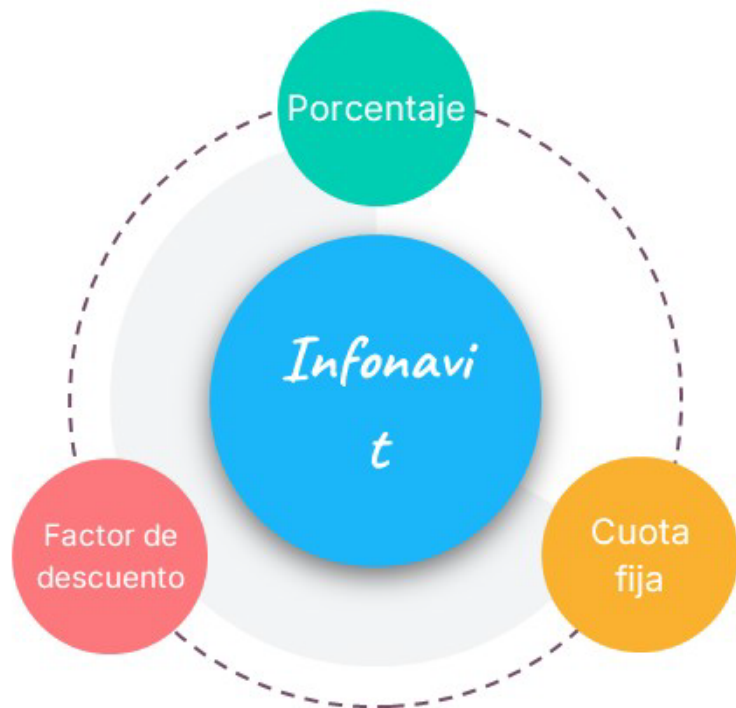 Porcentaje
Infonavi
t
Factor de
descuento
Cuota
fija